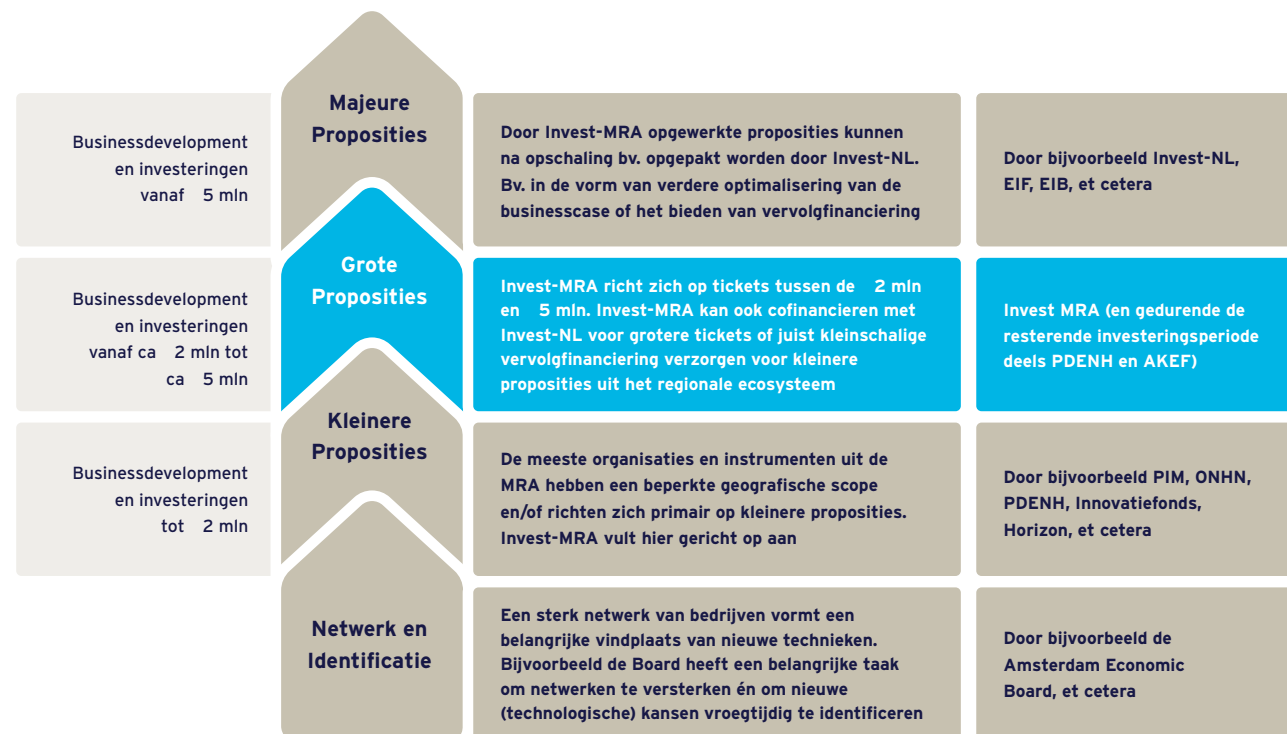 Businessdevelopment
en investeringen
vanaf 5 mln
Majeure
Proposities
Door Invest-MRA opgewerkte proposities kunnen
na opschaling bv. opgepakt worden door Invest-NL.
Bv. in de vorm van verdere optimalisering van de
businesscase of het bieden van vervolgfinanciering
Door bijvoorbeeld Invest-NL,
EIF, EIB, et cetera
Businessdevelopment
en investeringen
vanaf ca 2 mln tot
ca 5 mln
Grote
Proposities
Invest-MRA richt zich op tickets tussen de 2 mln
en 5 mln. Invest-MRA kan ook cofinancieren met
Invest-NL voor grotere tickets of juist kleinschalige
vervolgfinanciering verzorgen voor kleinere
proposities uit het regionale ecosysteem
Invest MRA (en gedurende de
resterende investeringsperiode
deels PDENH en AKEF)
Businessdevelopment
en investeringen
tot 2 mln
Kleinere
Proposities
De meeste organisaties en instrumenten uit de
MRA hebben een beperkte geografische scope
en/of richten zich primair op kleinere proposities.
Invest-MRA vult hier gericht op aan
Door bijvoorbeeld PIM, ONHN,
PDENH, Innovatiefonds,
Horizon, et cetera
Netwerk en
Identificatie
Een sterk netwerk van bedrijven vormt een
belangrijke vindplaats van nieuwe technieken.
Bijvoorbeeld de Board heeft een belangrijke taak
om netwerken te versterken én om nieuwe
(technologische) kansen vroegtijdig te identificeren
Door bijvoorbeeld de
Amsterdam Economic
Board, et cetera